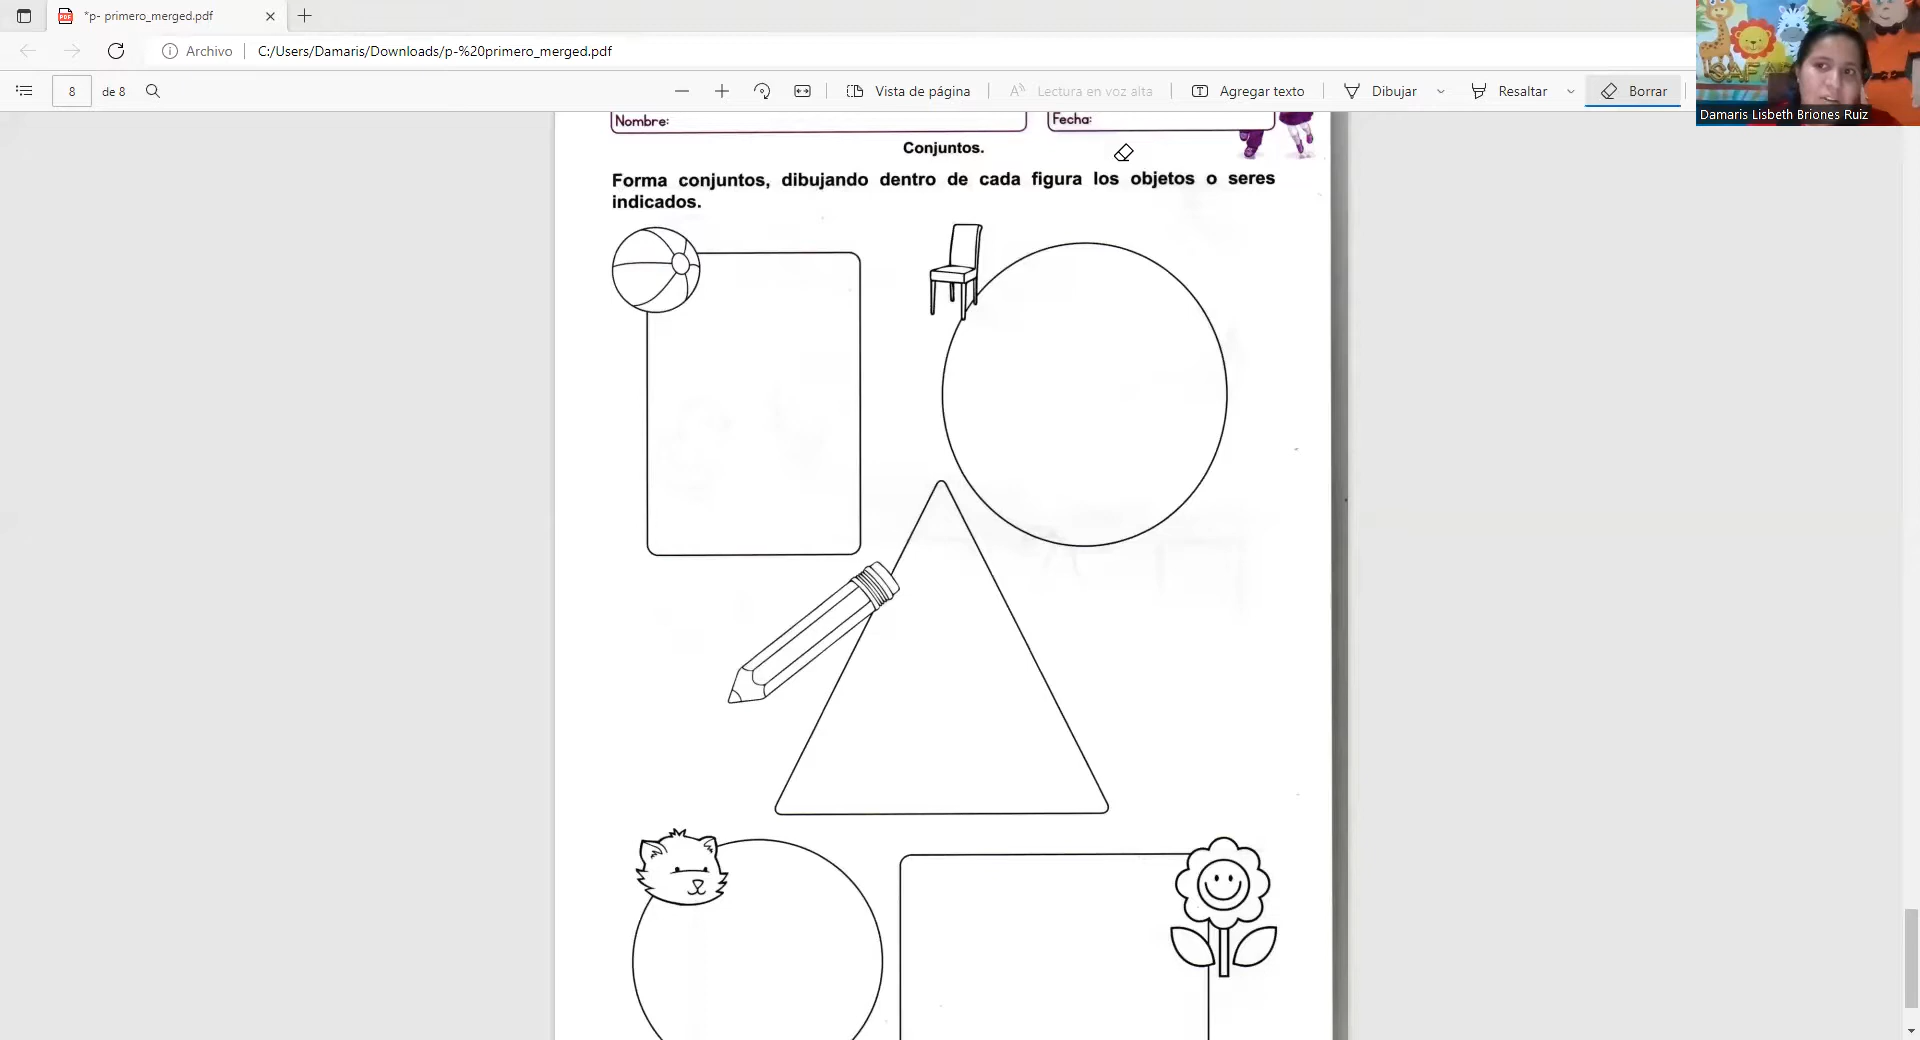 *p- primero_merged.pdf
Archivo
C:/Users/Damaris/Downloads/p-%20primero_merged.pdf
8 de 8
Vista de página
Lectura en voz alta
Agregar texto
Dibujar
Resaltar
Borrar
SAFA
Damaris Lisbeth Briones Ruiz
Nombre:
Fecha:
Conjuntos.
Forma conjuntos, dibujando dentro de cada figura los objetos o seres
indicados.